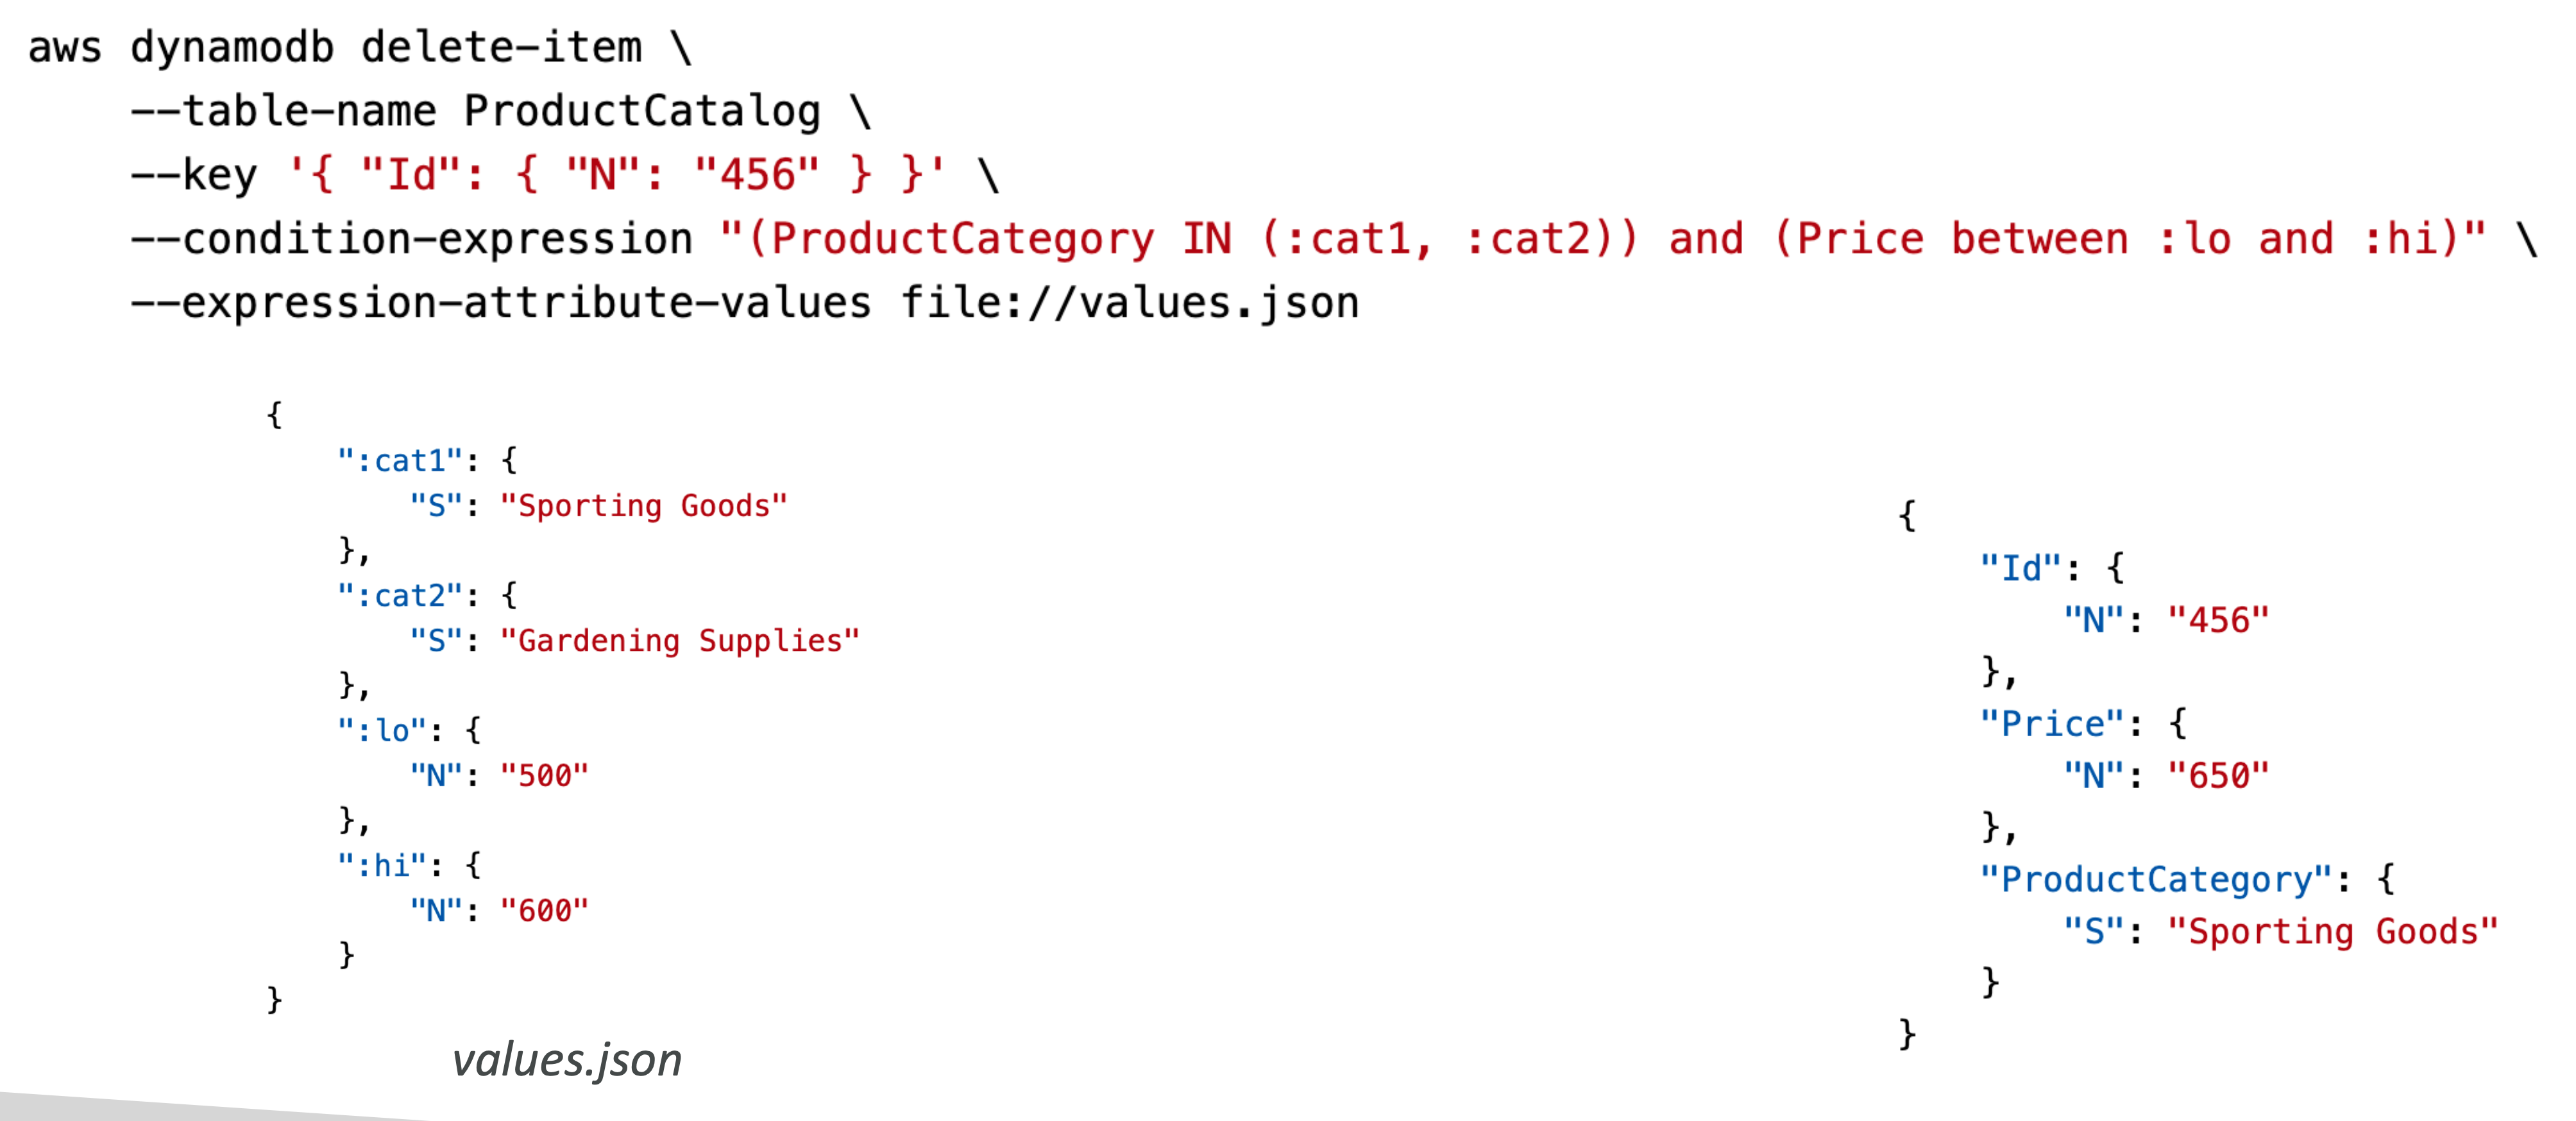 aws dynamodb delete-item \
    --table-name ProductCatalog \
    --key '{ "Id": { "N": "456" } }' \
    --condition-expression "(ProductCategory IN (:cat1, :cat2)) and (Price between :lo and :hi)" \
    --expression-attribute-values file://values.json
{
    ":cat1": {
        "S": "Sporting Goods"
    },
    ":cat2": {
        "S": "Gardening Supplies"
    },
    ":lo": {
        "N": "500"
    },
    ":hi": {
        "N": "600"
    }
}
values.json
{
    "Id": {
        "N": "456"
    },
    "Price": {
        "N": "650"
    },
    "ProductCategory": {
        "S": "Sporting Goods"
    }
}